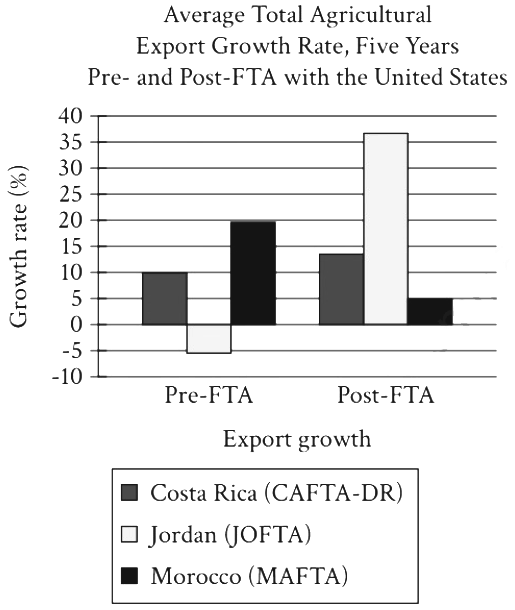 Average Total Agricultural
Export Growth Rate, Five Years
Pre- and Post-FTA with the United States
Growth rate (%)
40
35
30
25
20
15
10
5
0
-5
-10
Pre-FTA Post-FTA
Export growth
Costa Rica (CAFTA-DR)
Jordan (JOFTA)
Morocco (MAFTA)